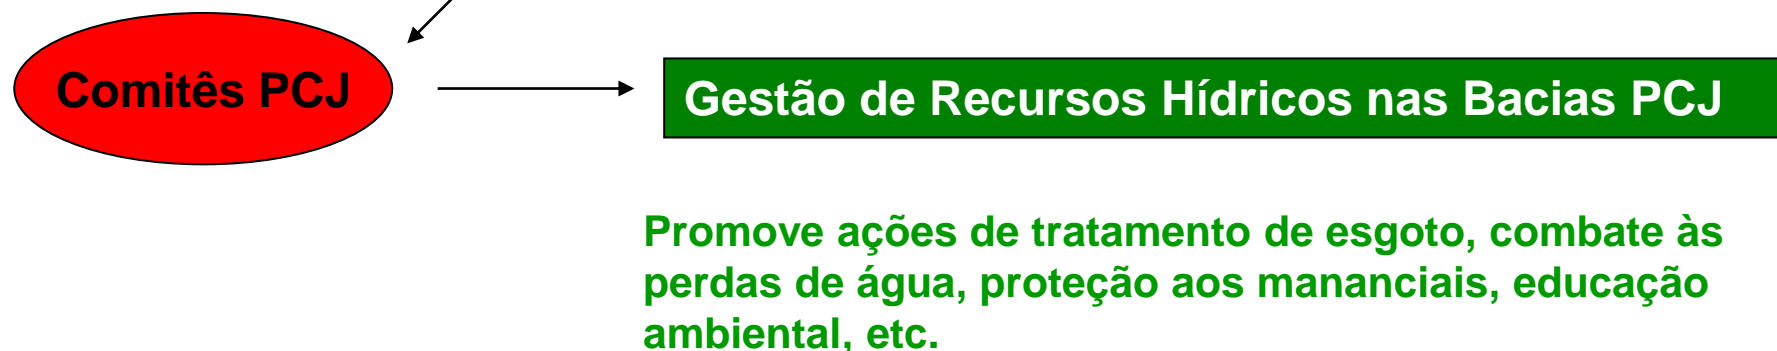 Comitês PCJ
Gestão de Recursos Hídricos nas Bacias PCJ
Promove ações de tratamento de esgoto, combate às
perdas de água, proteção aos mananciais, educação
ambiental, etc.